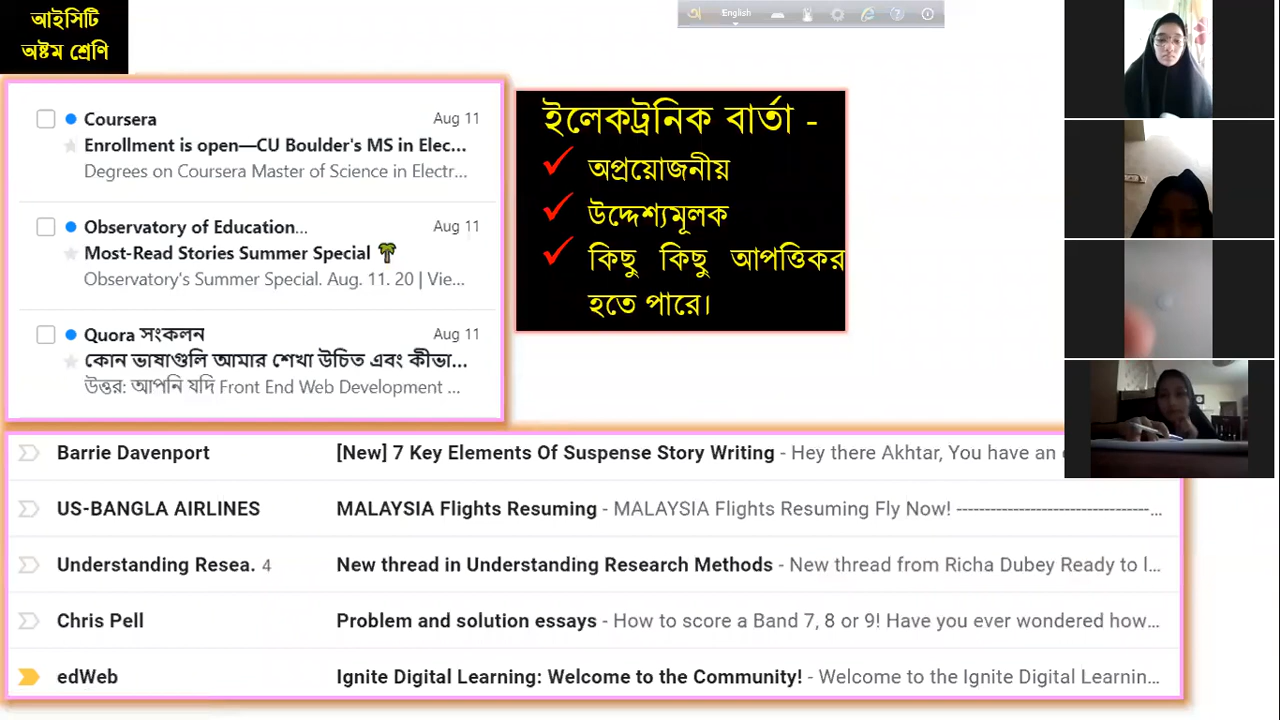 আইসিটি
অষ্টম শ্রেণি
English
Coursera Aug 11
Enrollment is open—CU Boulder's MS in Elec...
Degrees on Coursera Master of Science in Electr...
Observatory of Education... Aug 11
Most-Read Stories Summer Special 🌴
Observatory's Summer Special. Aug. 11. 20 | Vie...
Quora সংকলন Aug 11
কোন ভাষাগুলি আমার শেখা উচিত এবং কীভা...
উত্তর: আপনি যদি Front End Web Development ...
ইলেকট্রনিক বার্তা -
✓ অপ্রয়োজনীয়
✓ উদ্দেশ্যমূলক
✓ কিছু কিছু আপত্তিকর
হতে পারে।
Barrie Davenport [New] 7 Key Elements Of Suspense Story Writing - Hey there Akhtar, You have an
US-BANGLA AIRLINES MALAYSIA Flights Resuming - MALAYSIA Flights Resuming Fly Now! --------------------------------...
Understanding Resea. 4 New thread in Understanding Research Methods - New thread from Richa Dubey Ready to l...
Chris Pell Problem and solution essays - How to score a Band 7, 8 or 9! Have you ever wondered how...
edWeb Ignite Digital Learning: Welcome to the Community! - Welcome to the Ignite Digital Learnin...